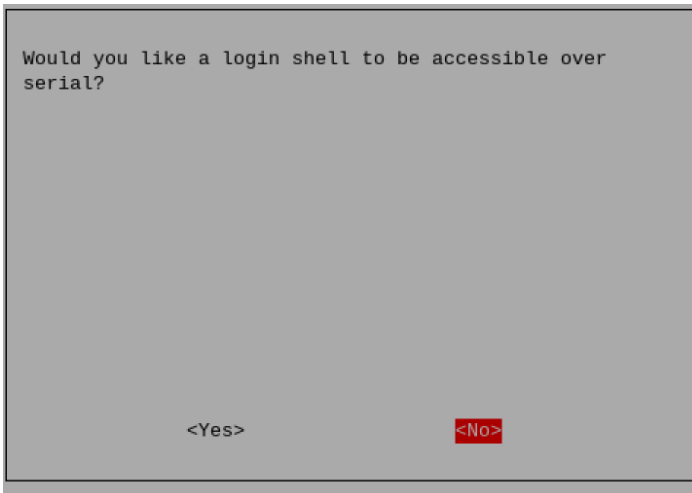 Would you like a login shell to be accessible over
serial?
<Yes> <No>